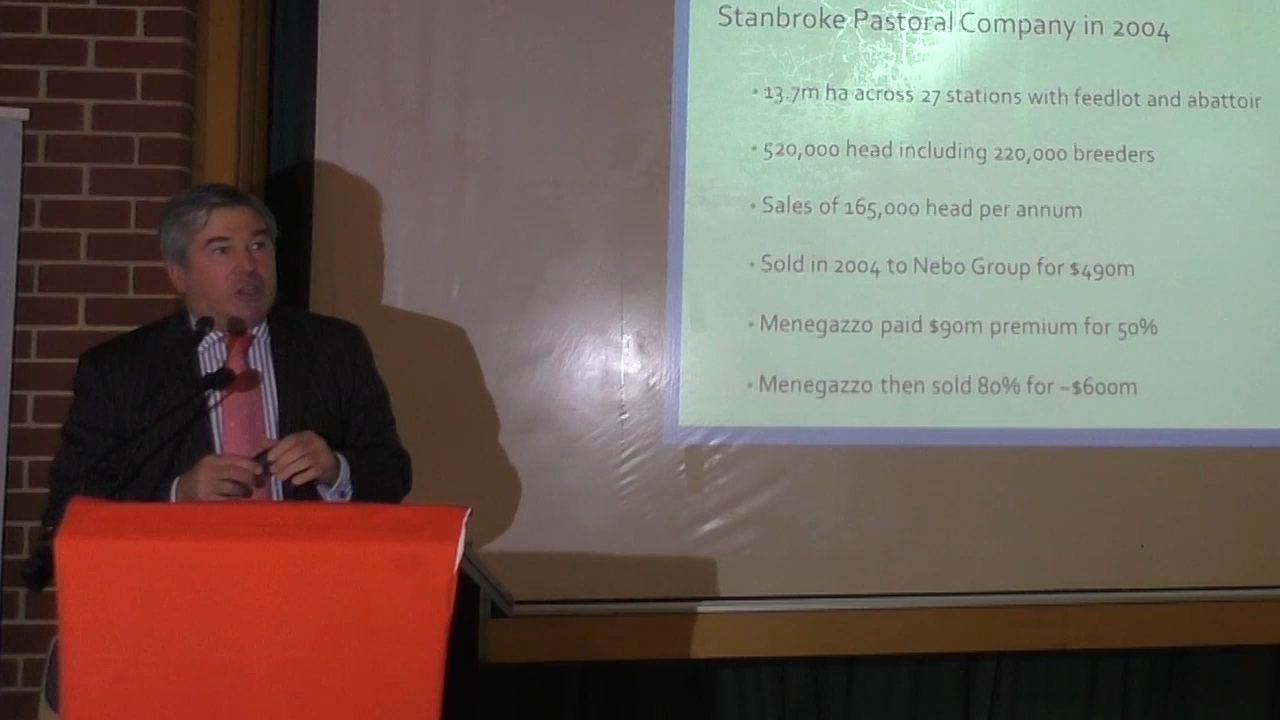 Stanbroke Pastoral Company in 2004
• 13.7m ha across 27 stations with feedlot and abattoir
• 520,000 head including 220,000 breeders
• Sales of 165,000 head per annum
• Sold in 2004 to Nebo Group for $490m
• Menegazzo paid $90m premium for 50%
• Menegazzo then sold 80% for ~$600m